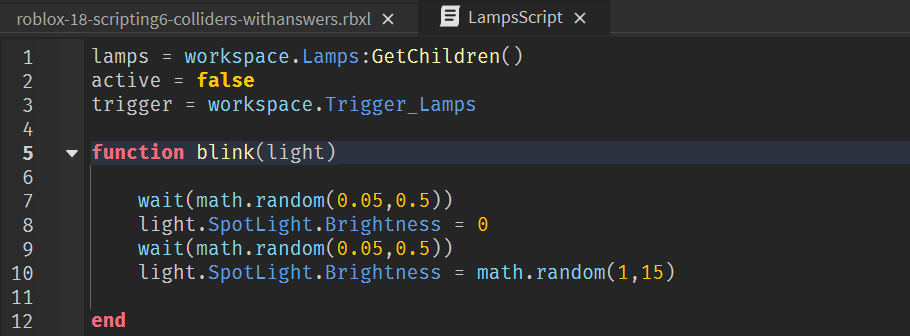 roblox-18-scripting6-colliders-withanswers.rbxl × LampsScript ×
1 lamps = workspace.Lamps:GetChildren()
2 active = false
3 trigger = workspace.Trigger_Lamps
4
5 function blink(light)
6
7 wait(math.random(0.05,0.5))
8 light.SpotLight.Brightness = 0
9 wait(math.random(0.05,0.5))
10 light.SpotLight.Brightness = math.random(1,15)
11
12 end